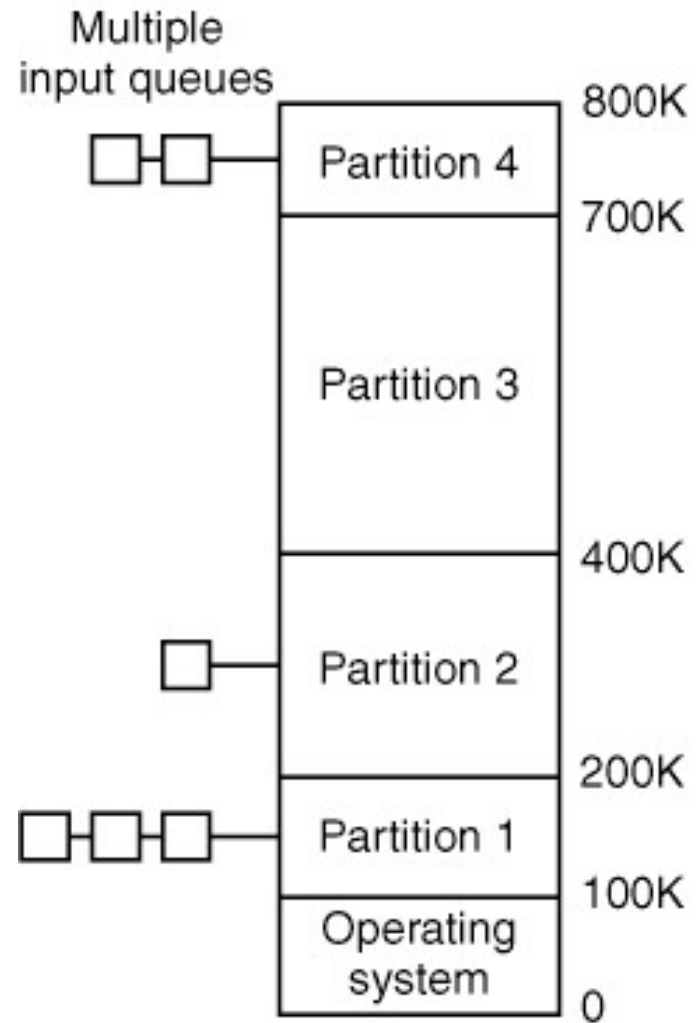 Multiple
input queues
800K
Partition 4
700K
Partition 3
400K
Partition 2
200K
Partition 1
100K
Operating
system
0